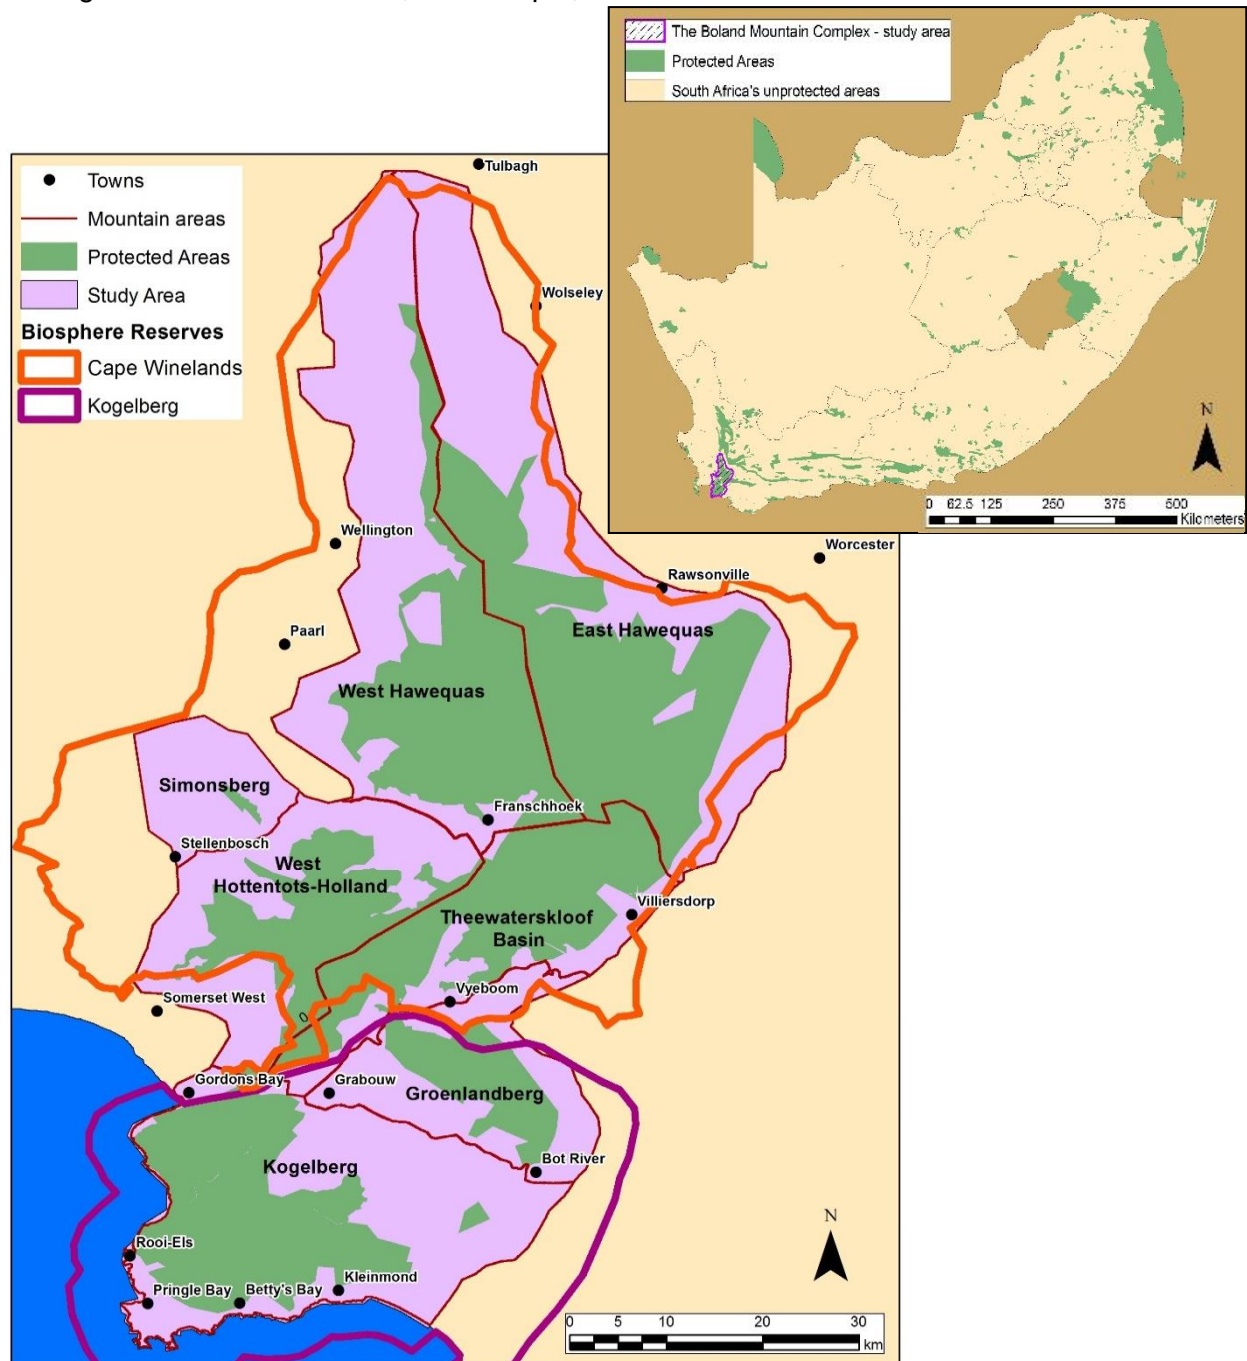 The Boland Mountain Complex - study area
Protected Areas
South Africa's unprotected areas
N
0 62.5 125 250 375 500
Kilometers
Towns
Mountain areas
Protected Areas
Study Area
Biosphere Reserves
Cape Winelands
Kogelberg
Tulbagh
Wolseley
Wellington
Worcester
Rawsonville
Paarl
East Hawequas
West Hawequas
Simonsberg
Franschhoek
Stellenbosch
West
Hottentots-Holland
Villiersdorp
Theewaterskloof
Basin
Vyeboom
Somerset West
0
Gordons Bay
Grabouw
Groenlandberg
Kogelberg
Bot River
N
Rooi-Els
Kleinmond
Pringle Bay
Betty's Bay
0 5 10 20 30
km